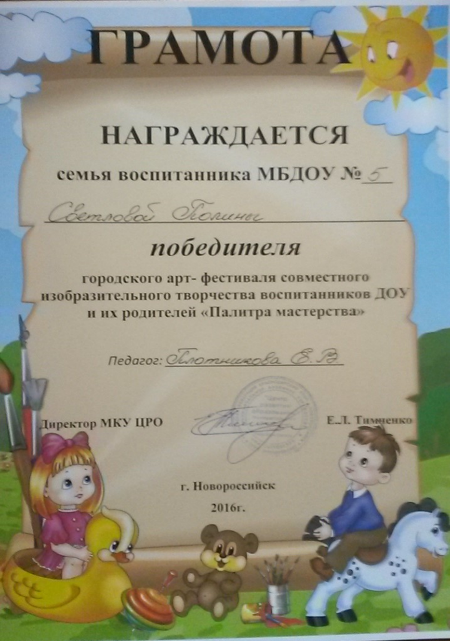 ГРАМОТА
НАГРАЖДАЕТСЯ
семья воспитанника МБДОУ № 5
Светловой Полины
победителя
городского арт- фестиваля совместного
изобразительного творчества воспитанников ДОУ
и их родителей «Палитра мастерства»
Педагог: Плотникова Е.В
Директор МКУ ЦРО Е.Л. Тимченко
г. Новороссийск
2016г.